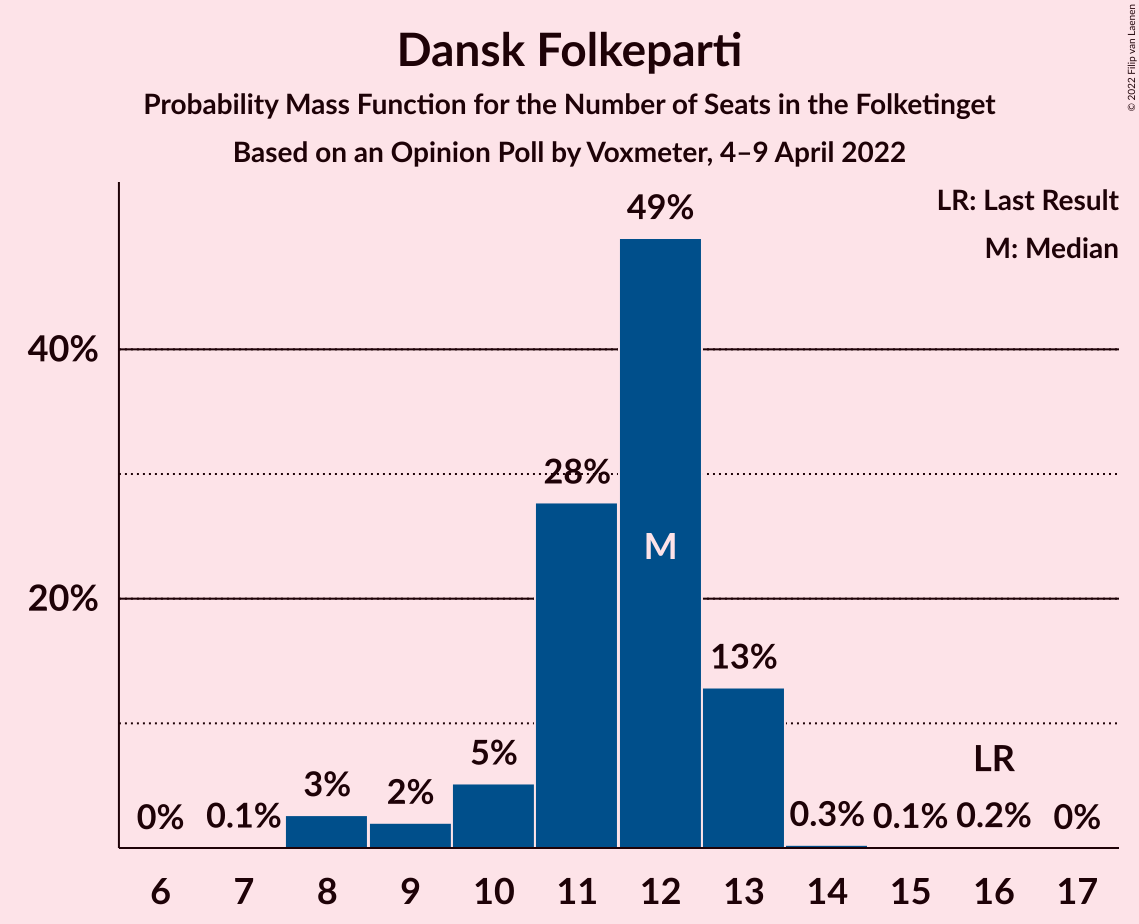 Dansk Folkeparti
Probability Mass Function for the Number of Seats in the Folketinget
Based on an Opinion Poll by Voxmeter, 4–9 April 2022
© 2022 Filip van Laenen
LR: Last Result
M: Median
49%
40%
28%
M
20%
13%
5%
LR
3%
2%
0%
0.1%
0.3%
0.1%
0.2%
0%
6 7 8 9 10 11 12 13 14 15 16 17